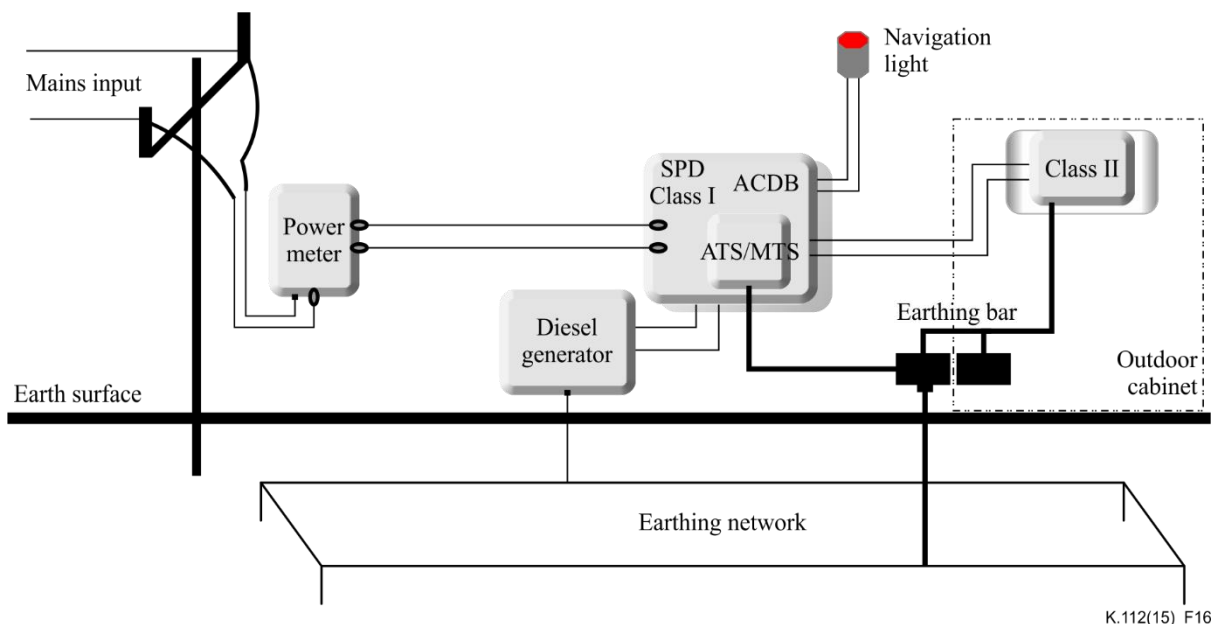 Navigation
light
Mains input
SPD
Class I
ACDB
Class II
Power
meter
ATS/MTS
Earthing bar
Diesel
generator
Outdoor
cabinet
Earth surface
Earthing network
K.112(15)_F16